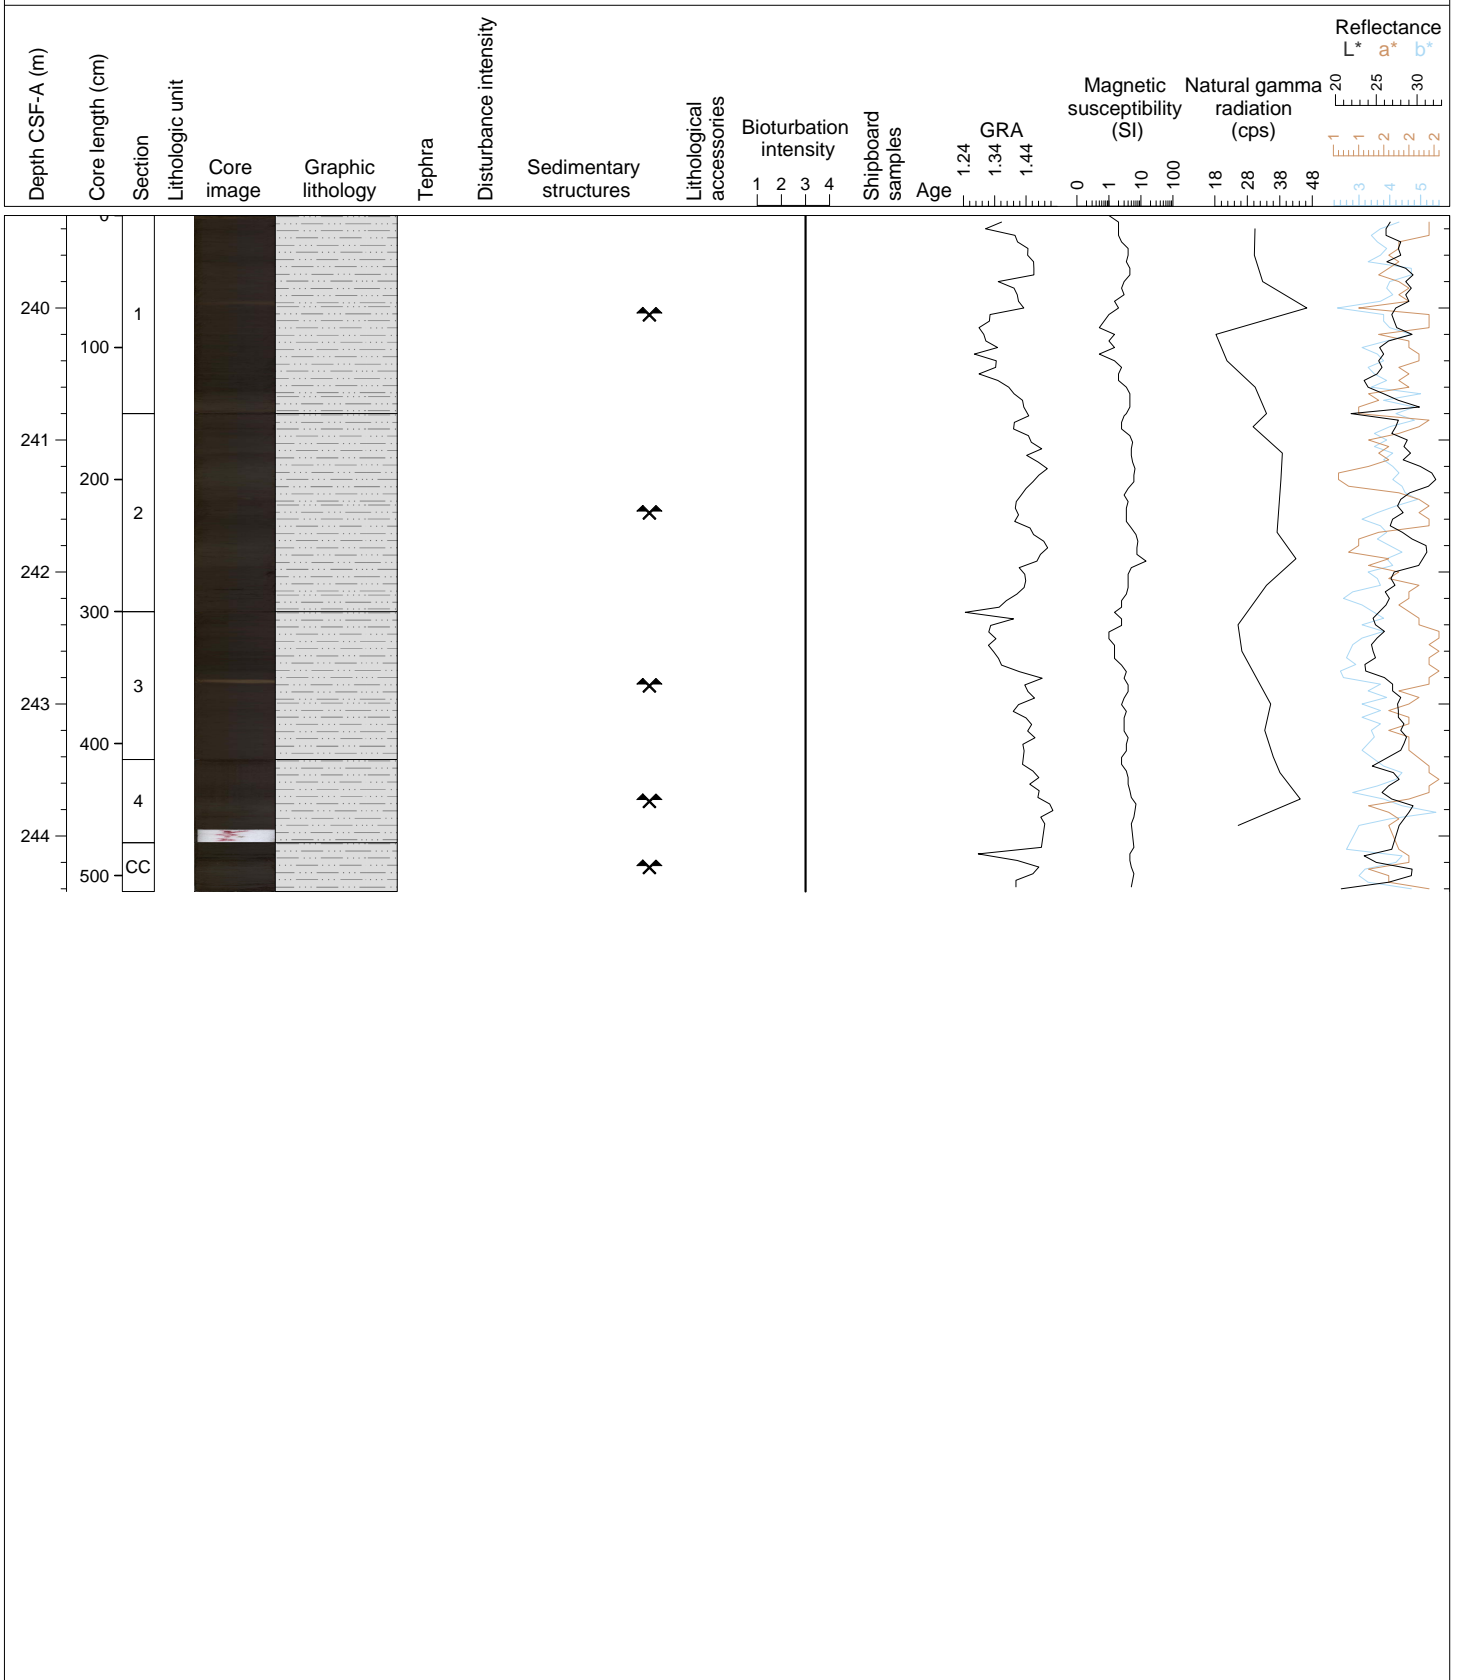 Reflectance
L* a* b*
Depth CSF-A (m)
Core length (cm)
Section
Lithologic unit
Core
image
Graphic
lithology
Tephra
Disturbance intensity
Sedimentary
structures
Lithological
accessories
Bioturbation
intensity
1 2 3 4
Shipboard
samples
Age
GRA
1.24 1.34 1.44
Magnetic
susceptibility
(SI)
0 1 10 100
Natural gamma
radiation
(cps)
18 28 38 48
20 25 30
1 1 2 2 2
3 4 5
0
240
1
100
241
200
2
242
300
3
243
400
4
244
CC
500